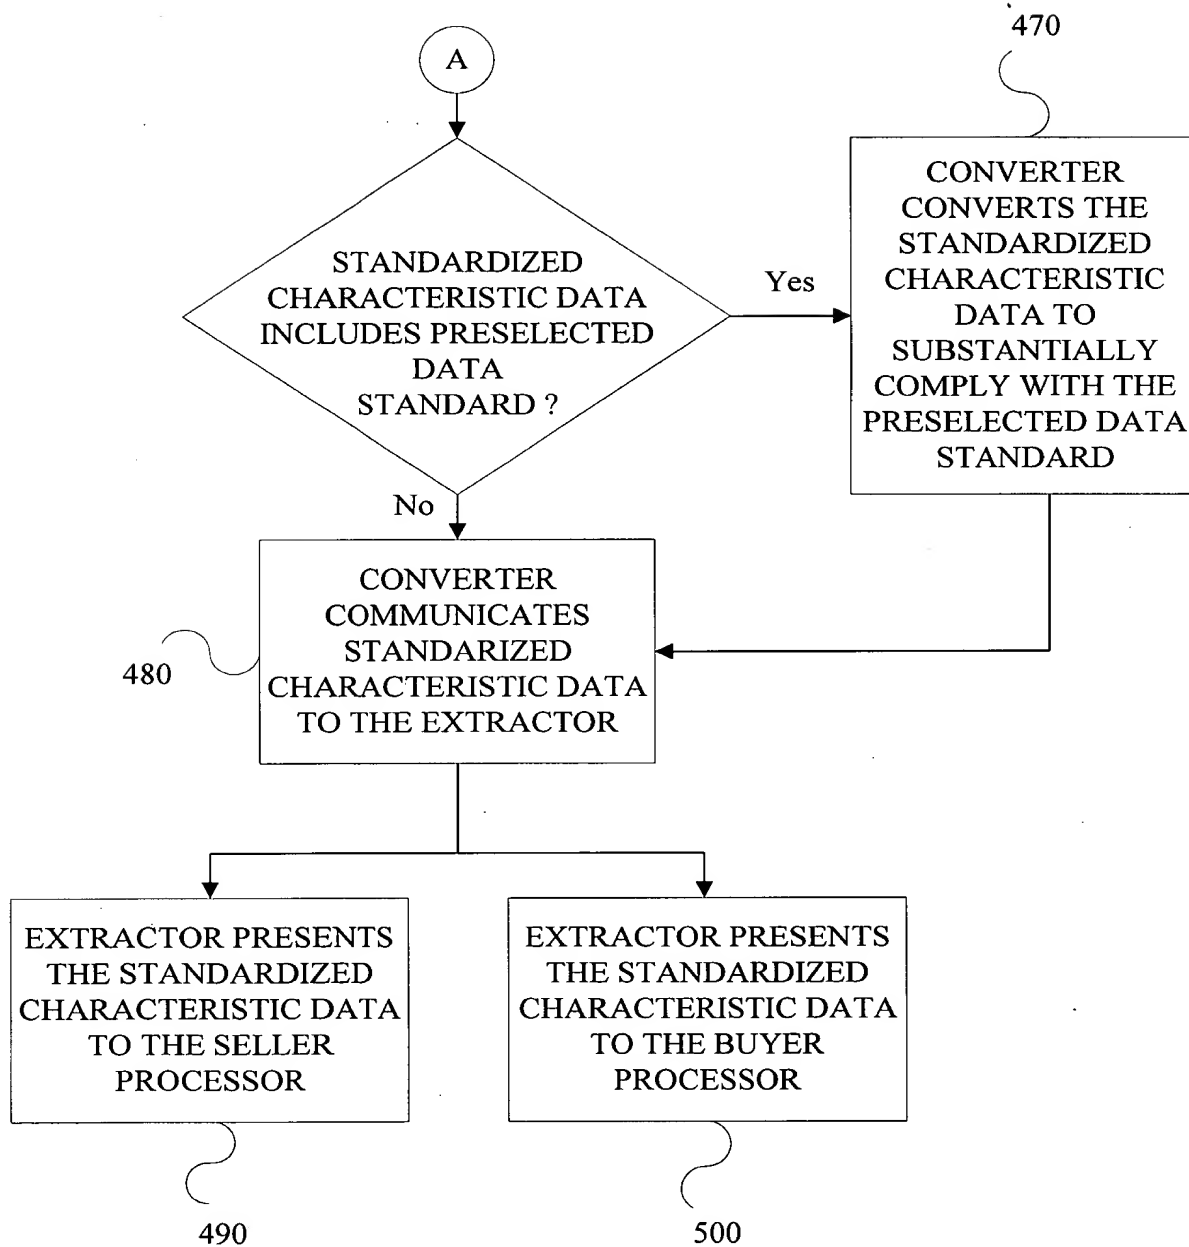 470
A
CONVERTER
CONVERTS THE
STANDARDIZED
CHARACTERISTIC
DATA TO
SUBSTANTIALLY
COMPLY WITH THE
PRESELECTED DATA
STANDARD
STANDARDIZED
CHARACTERISTIC DATA
INCLUDES PRESELECTED
DATA
STANDARD ?
Yes
No
CONVERTER
COMMUNICATES
STANDARIZED
CHARACTERISTIC DATA
TO THE EXTRACTOR
480
EXTRACTOR PRESENTS
THE STANDARDIZED
CHARACTERISTIC DATA
TO THE SELLER
PROCESSOR
EXTRACTOR PRESENTS
THE STANDARDIZED
CHARACTERISTIC DATA
TO THE BUYER
PROCESSOR
490
500